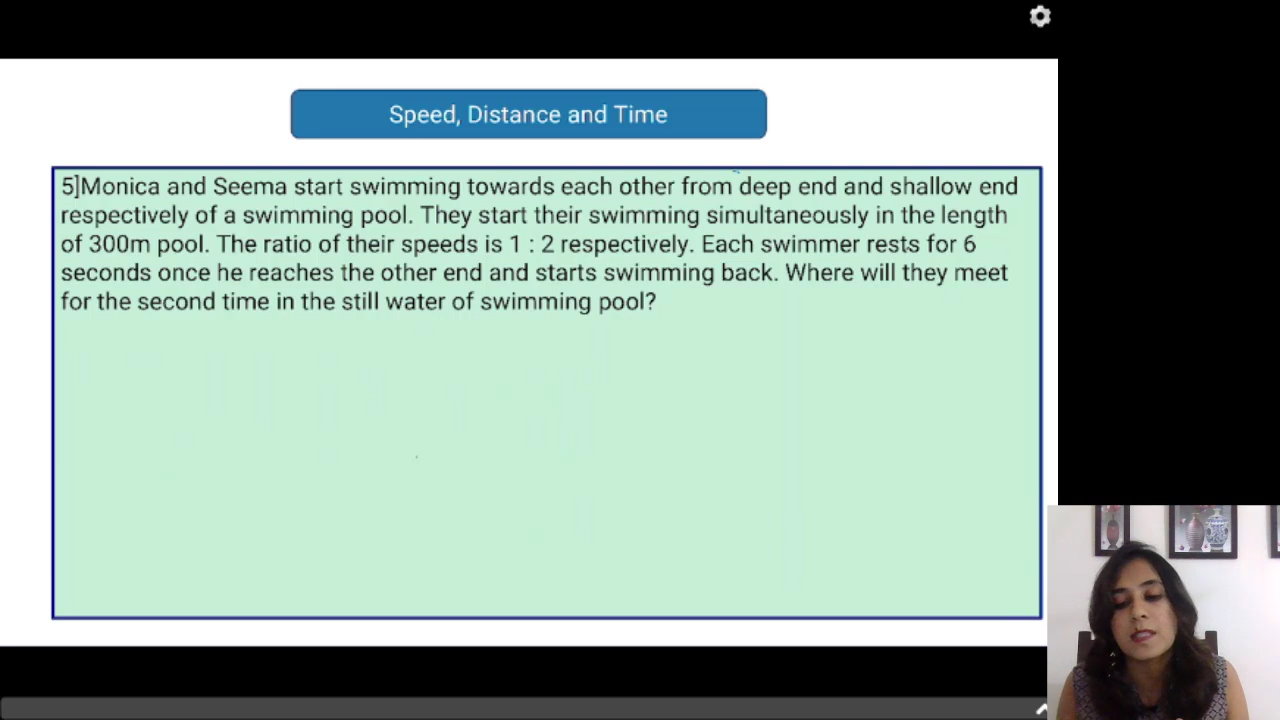 Speed, Distance and Time
5]Monica and Seema start swimming towards each other from deep end and shallow end
respectively of a swimming pool. They start their swimming simultaneously in the length
of 300m pool. The ratio of their speeds is 1 : 2 respectively. Each swimmer rests for 6
seconds once he reaches the other end and starts swimming back. Where will they meet
for the second time in the still water of swimming pool?